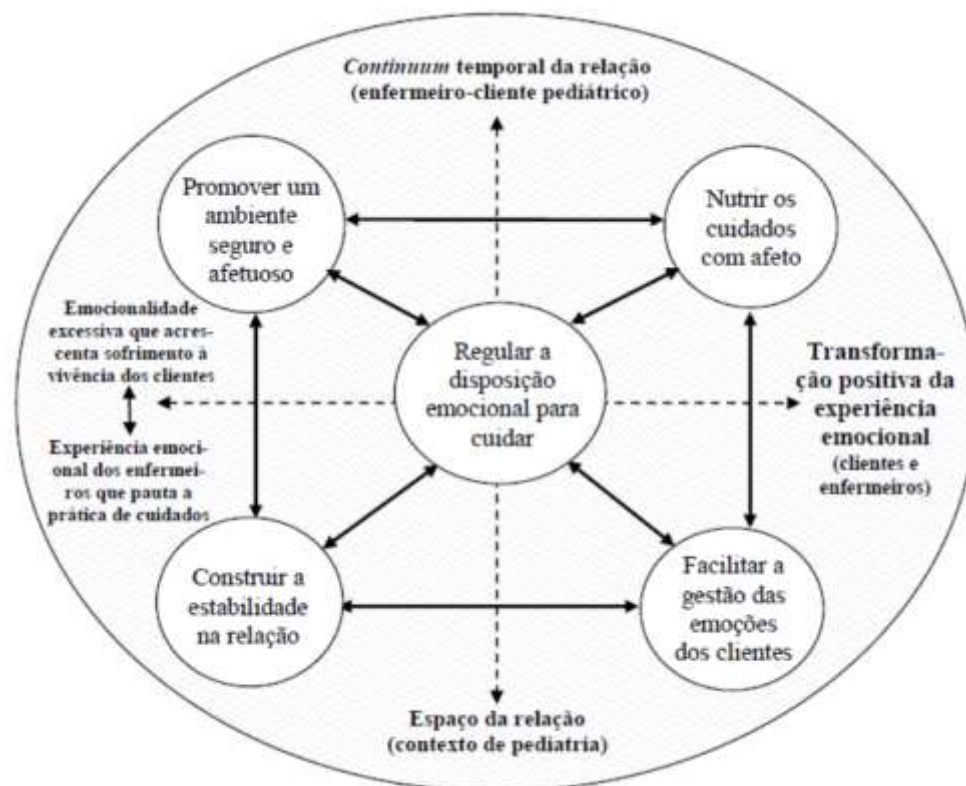 Continuum temporal da relação
(enfermeiro-cliente pediátrico)
Promover um
ambiente
seguro e
afetuoso
Nutrir os
cuidados
com afeto
Emocionalidade
excessiva que acres-
centa sofrimento à
vivência dos clientes
Regular a
disposição
emocional para
cuidar
Transforma-
ção positiva da
experiência
emocional
(clientes e
enfermeiros)
Experiência emoci-
onal dos enfermei-
ros que pauta a
prática de cuidados
Construir a
estabilidade
na relação
Facilitar a
gestão das
emoções
dos clientes
Espaço da relação
(contexto de pediatria)